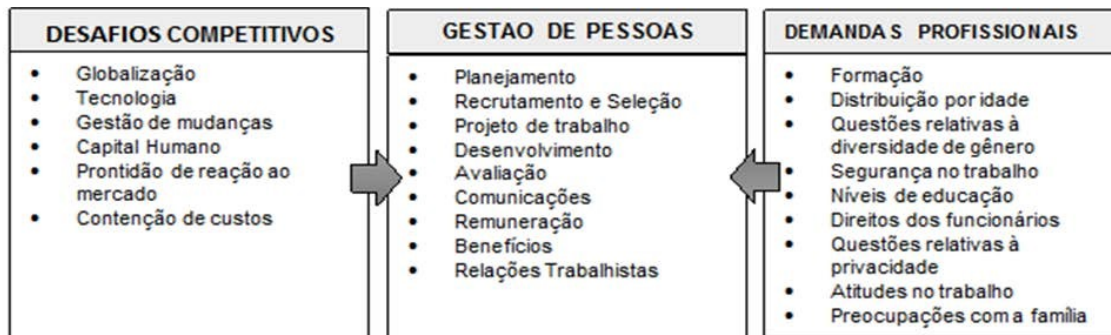 DESAFIOS COMPETITIVOS
• Globalização
• Tecnologia
• Gestão de mudanças
• Capital Humano
• Prontidão de reação ao
mercado
• Contenção de custos
GESTAO DE PESSOAS
• Planejamento
• Recrutamento e Seleção
• Projeto de trabalho
• Desenvolvimento
• Avaliação
• Comunicações
• Remuneração
• Benefícios
• Relações Trabalhistas
DEMANDAS PROFISSIONAIS
• Formação
• Distribuição por idade
• Questões relativas à
diversidade de gênero
• Segurança no trabalho
• Níveis de educação
• Direitos dos funcionários
• Questões relativas à
privacidade
• Atitudes no trabalho
• Preocupações com a família